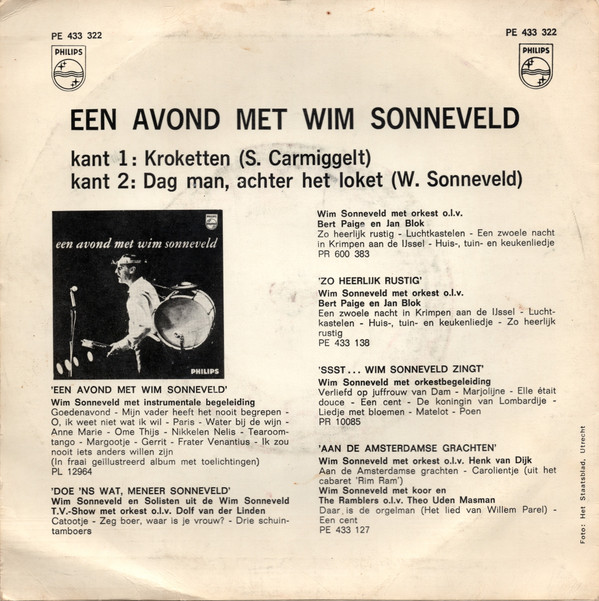 PE 433 322
PE 433 322
PHILIPS
PHILIPS
EEN AVOND MET WIM SONNEVELD
kant 1: Kroketten (S. Carmiggelt)
kant 2: Dag man, achter het loket (W. Sonneveld)
een avond met wim sonneveld
PHILIPS
'EEN AVOND MET WIM SONNEVELD'
Wim Sonneveld met instrumentale begeleiding
Goedenavond - Mijn vader heeft het nooit begrepen -
O, ik weet niet wat ik wil - Paris - Water bij de wijn -
Anne Marie - Ome Thijs - Nikkelen Nelis - Tearoom-
tango - Margootje - Gerrit - Frater Venantius - Ik zou
nooit iets anders willen zijn
(In fraai geïllustreerd album met toelichtingen)
PL 12964
'DOE 'NS WAT, MENEER SONNEVELD'
Wim Sonneveld en Solisten uit de Wim Sonneveld
T.V.-Show met orkest o.l.v. Dolf van der Linden
Catootje - Zeg boer, waar is je vrouw? - Drie schuin-
tamboers
Wim Sonneveld met orkest o.l.v.
Bert Paige en Jan Blok
Zo heerlijk rustig - Luchtkastelen - Een zwoele nacht
in Krimpen aan de IJssel - Huis-, tuin- en keukenliedje
PR 600 383
'ZO HEERLIJK RUSTIG'
Wim Sonneveld met orkest o.l.v.
Bert Paige en Jan Blok
Een zwoele nacht in Krimpen aan de IJssel - Lucht-
kastelen - Huis-, tuin- en keukenliedje - Zo heerlijk
rustig
PE 433 138
'SSST... WIM SONNEVELD ZINGT'
Wim Sonneveld met orkestbegeleiding
Verliefd op juffrouw van Dam - Marjolijne - Elle était
douce - Een cent - De koningin van Lombardije -
Liedje met bloemen - Matelot - Poen
PR 10085
'AAN DE AMSTERDAMSE GRACHTEN'
Wim Sonneveld met orkest o.l.v. Henk van Dijk
Aan de Amsterdamse grachten - Carolientje (uit het
cabaret 'Rim Ram')
Wim Sonneveld met koor en
The Ramblers o.l.v. Theo Uden Masman
Daar is de orgelman (Het lied van Willem Parel) -
Een cent
PE 433 127
Foto: Het Staatsblad, Utrecht